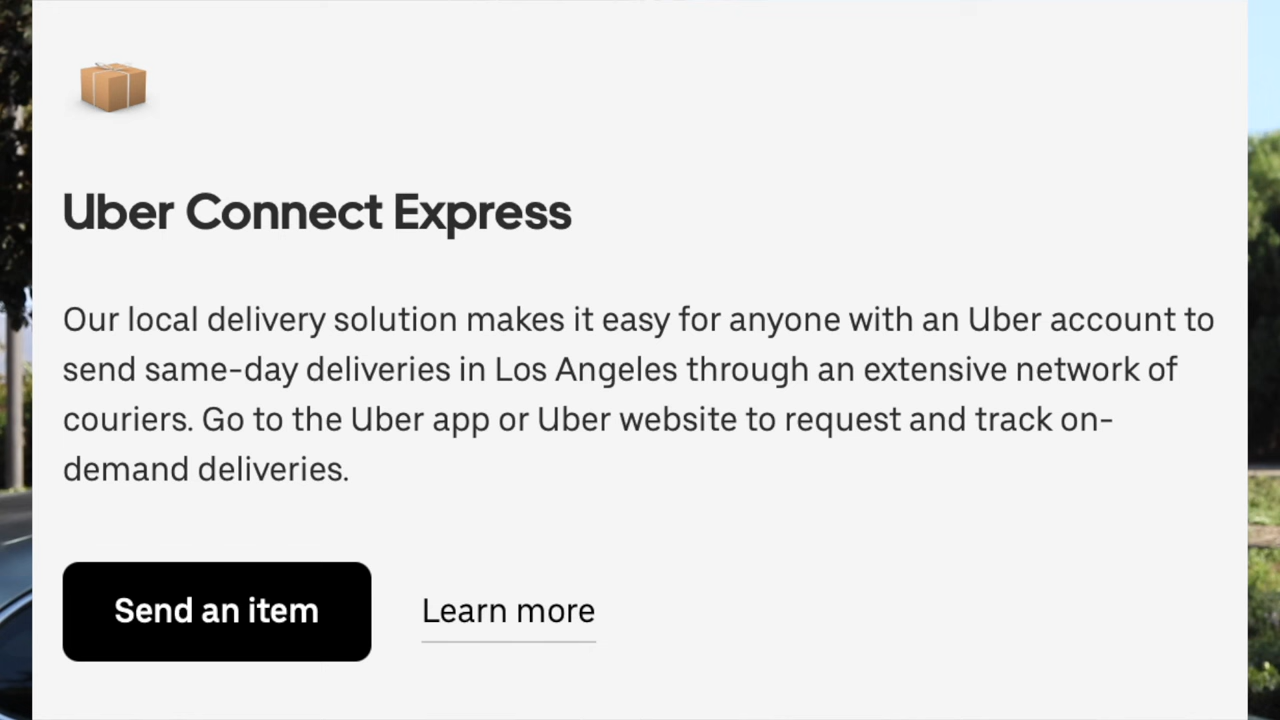 Uber Connect Express
Our local delivery solution makes it easy for anyone with an Uber account to
send same-day deliveries in Los Angeles through an extensive network of
couriers. Go to the Uber app or Uber website to request and track on-
demand deliveries.
Send an item
Learn more